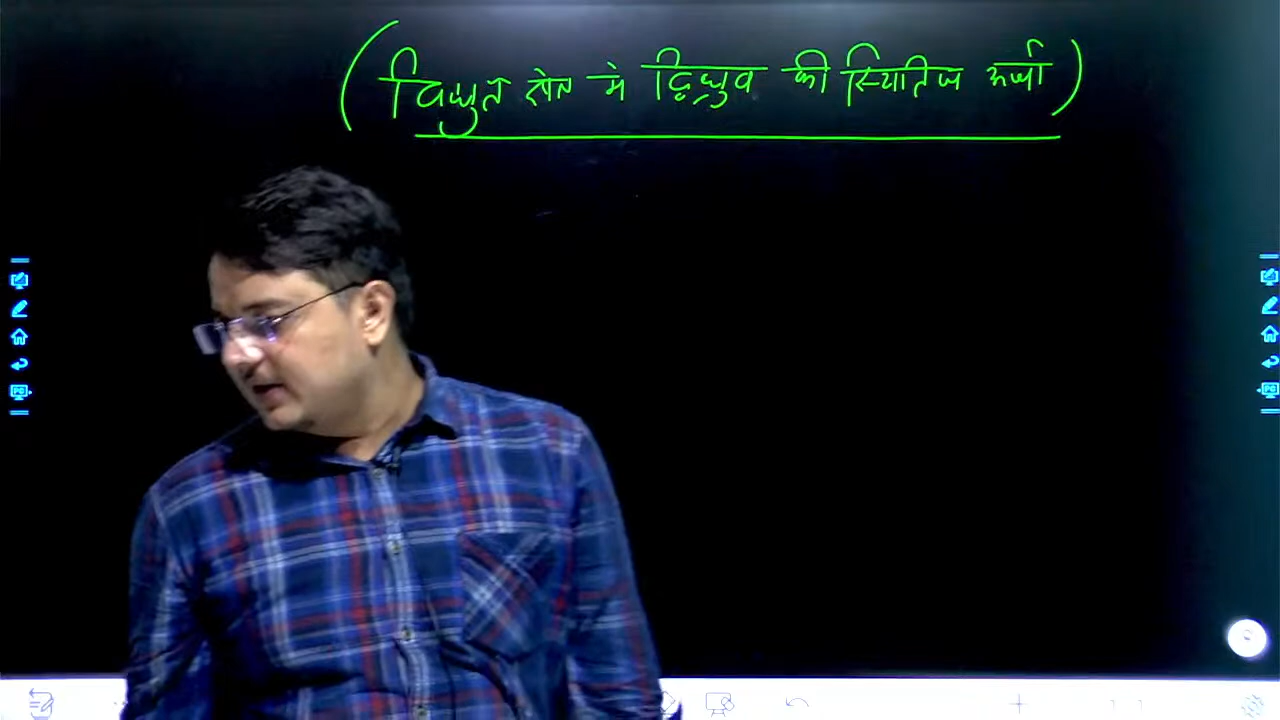 (विद्युत क्षेत्र में द्विध्रुव की स्थितिज ऊर्जा)